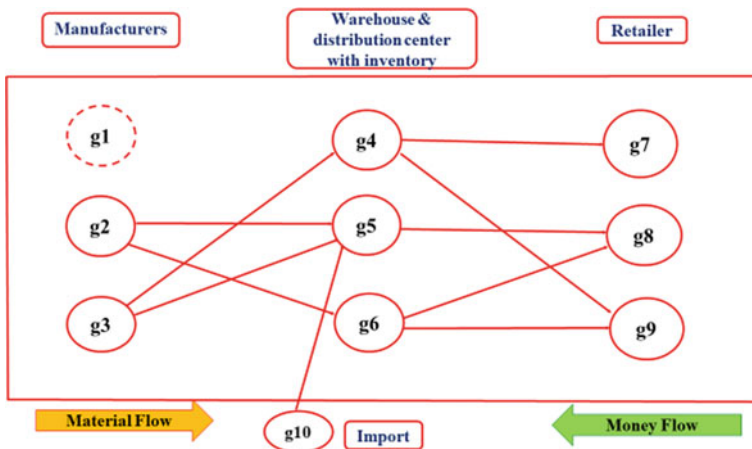 Manufacturers
Warehouse &
distribution center
with inventory
Retailer
g1
g4
g7
g2
g5
g8
g3
g6
g9
Material Flow
g10
Import
Money Flow